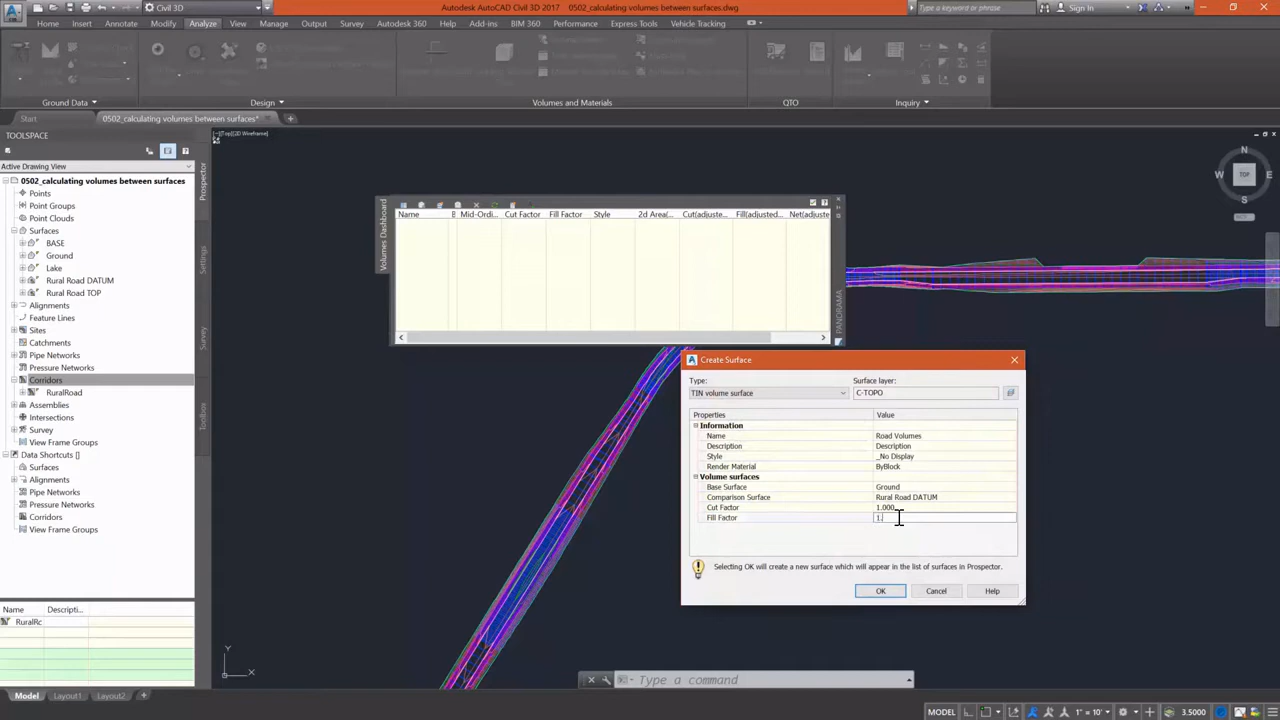 Civil 3D
Autodesk AutoCAD Civil 3D 2017 0502_calculating volumes between surfaces.dwg
Type a keyword or phrase
Sign In
Home Insert Annotate Modify Analyze View Manage Output Survey Autodesk 360 Help Add-ins BIM 360 Performance Express Tools Vehicle Tracking
Ground Data
Design
Volumes and Materials
QTO
Inquiry
Start
0502_calculating volumes between surfaces*
TOOLSPACE
[-][Top][2D Wireframe]
Active Drawing View
0502_calculating volumes between surfaces
Points
Point Groups
Point Clouds
Surfaces
BASE
Ground
Lake
Rural Road DATUM
Rural Road TOP
Alignments
Feature Lines
Sites
Catchments
Pipe Networks
Pressure Networks
Corridors
RuralRoad
Assemblies
Intersections
Survey
View Frame Groups
Data Shortcuts []
Surfaces
Alignments
Pipe Networks
Pressure Networks
Corridors
View Frame Groups
Prospector
Settings
Survey
Toolbox
Name Descripti...
RuralRc
Volumes Dashboard
Name B Mid-Ordi... Cut Factor Fill Factor Style 2d Area(... Cut(adjuste... Fill(adjusted... Net(adjuste
PANORAMA
N
W TOP E
S
Create Surface
Type:
TIN volume surface
Surface layer:
C-TOPO
Properties Value
Information
Name Road Volumes
Description Description
Style _No Display
Render Material ByBlock
Volume surfaces
Base Surface Ground
Comparison Surface Rural Road DATUM
Cut Factor 1.000
Fill Factor 1.
Selecting OK will create a new surface which will appear in the list of surfaces in Prospector.
OK Cancel Help
Y
X
Type a command
Model Layout1 Layout2
MODEL 1" = 10' 3.5000